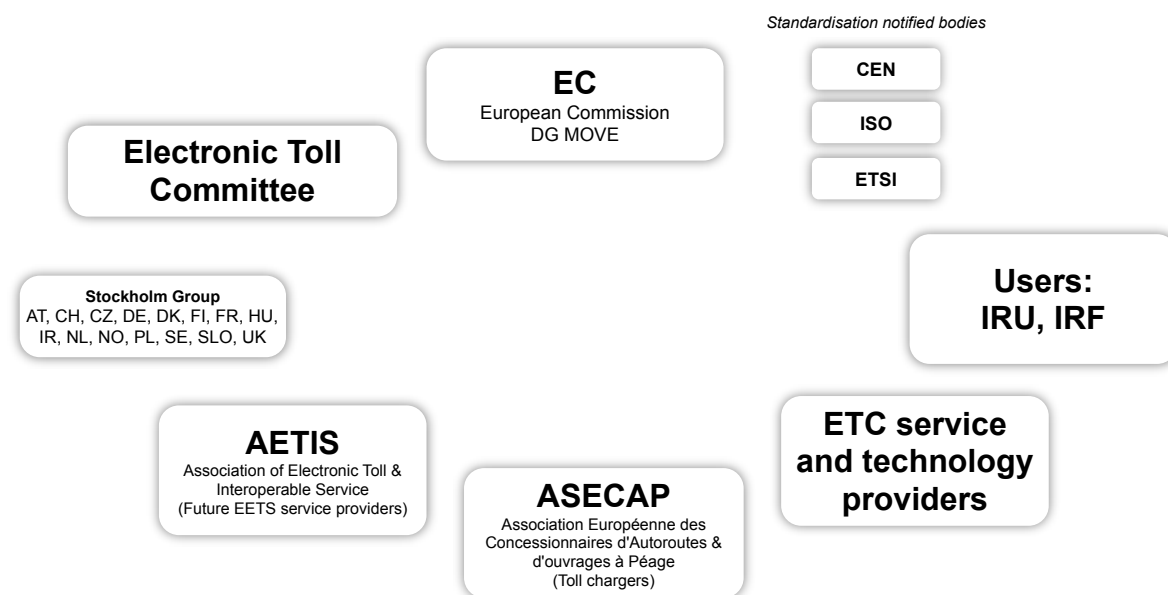 Standardisation notified bodies
EC
European Commission
DG MOVE
CEN
ISO
ETSI
Electronic Toll
Committee
Users:
IRU, IRF
Stockholm Group
AT, CH, CZ, DE, DK, FI, FR, HU,
IR, NL, NO, PL, SE, SLO, UK
ETC service
and technology
providers
AETIS
Association of Electronic Toll &
Interoperable Service
(Future EETS service providers)
ASECAP
Association Européenne des
Concessionnaires d'Autoroutes &
d'ouvrages à Péage
(Toll chargers)